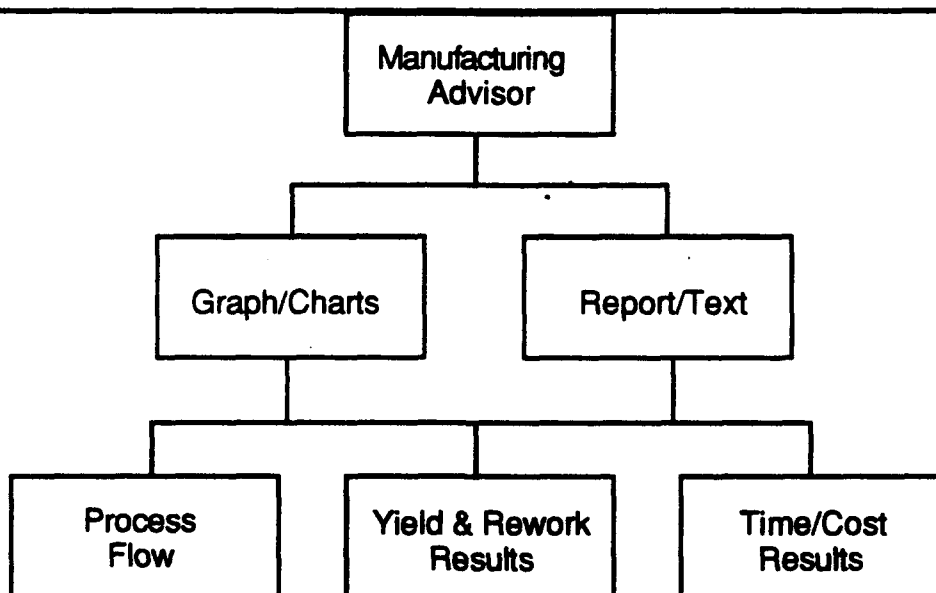 Manufacturing
Advisor
Graph/Charts
Report/Text
Process
Flow
Yield & Rework
Results
Time/Cost
Results